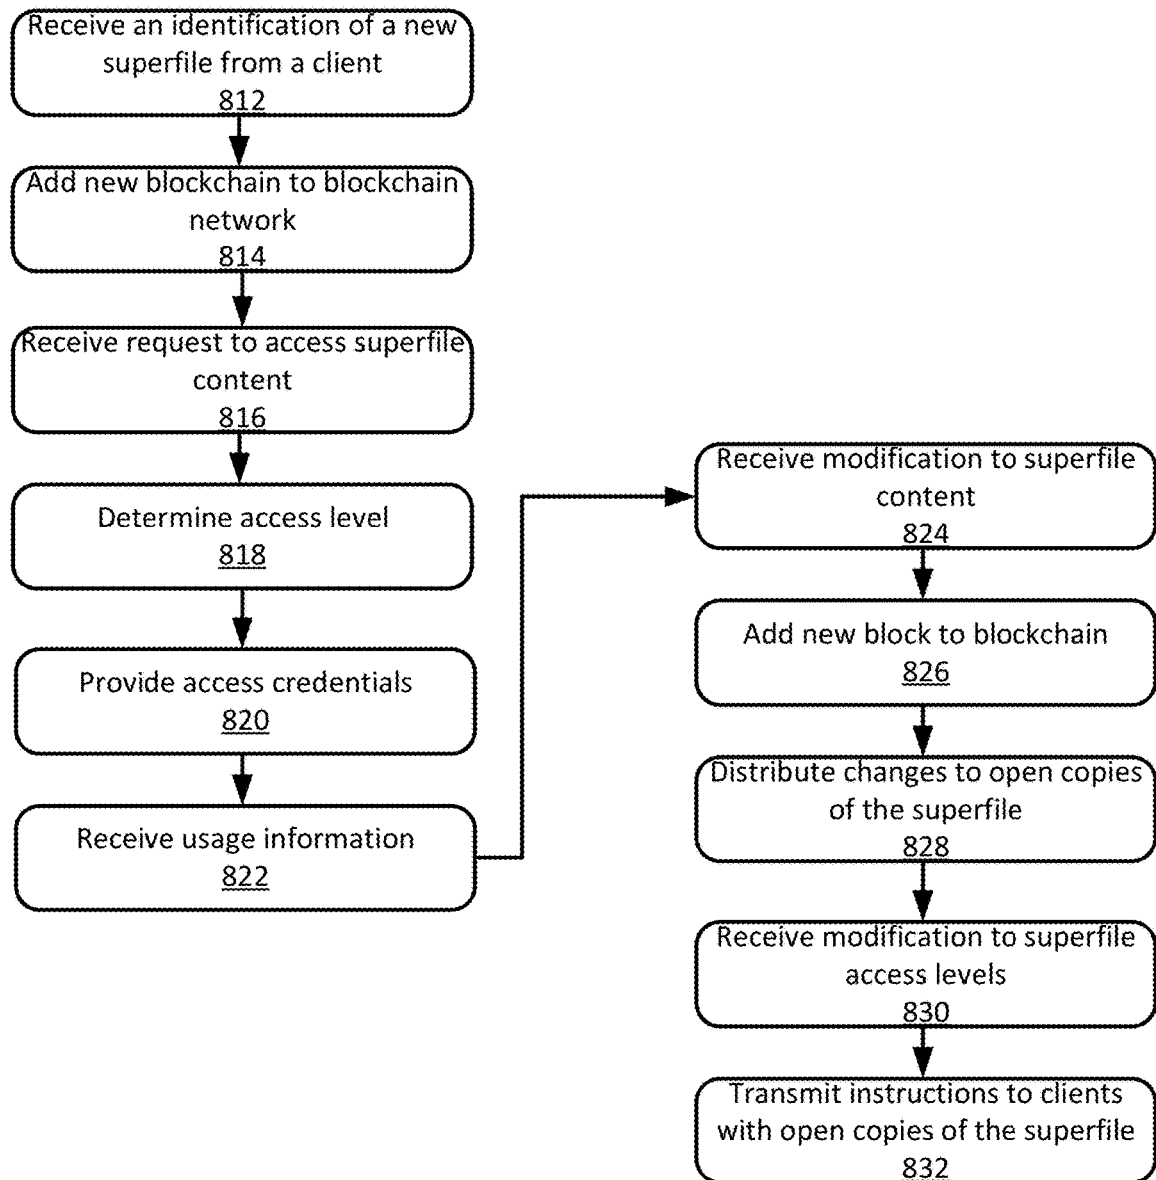 Receive an identification of a new
superfile from a client
812
Add new blockchain to blockchain
network
814
Receive request to access superfile
content
816
Determine access level
818
Provide access credentials
820
Receive usage information
822
Receive modification to superfile
content
824
Add new block to blockchain
826
Distribute changes to open copies
of the superfile
828
Receive modification to superfile
access levels
830
Transmit instructions to clients
with open copies of the superfile
832